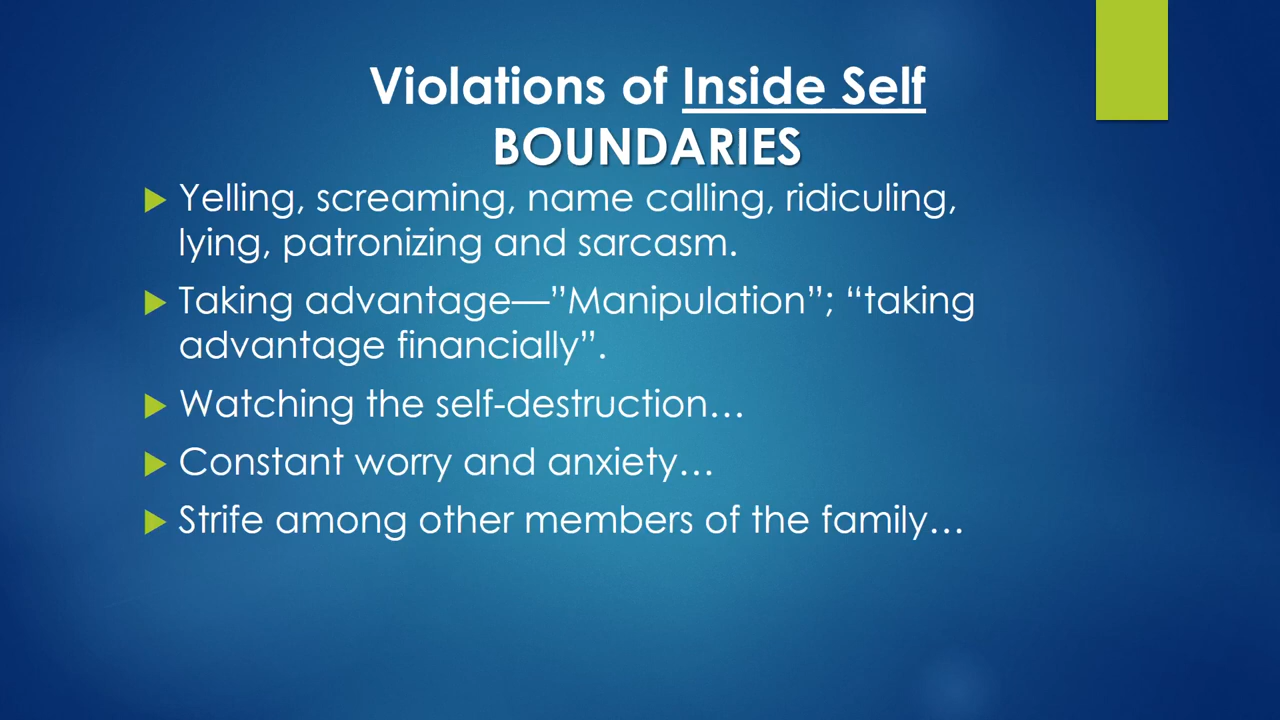 Violations of Inside Self
BOUNDARIES
Yelling, screaming, name calling, ridiculing,
lying, patronizing and sarcasm.
Taking advantage—”Manipulation”; “taking
advantage financially”.
Watching the self-destruction…
Constant worry and anxiety…
Strife among other members of the family…